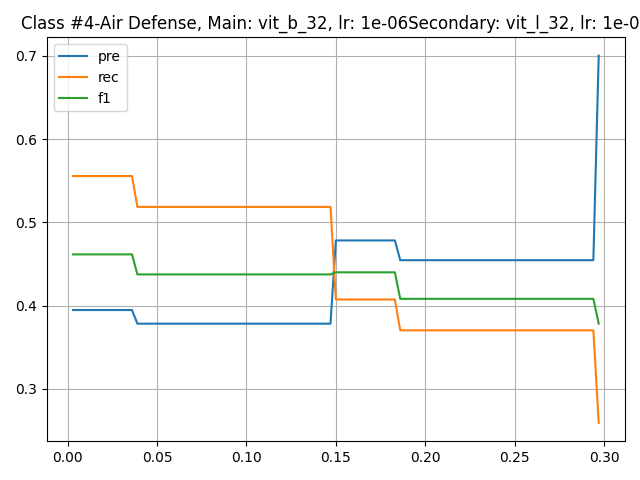 Class #4-Air Defense, Main: vit_b_32, lr: 1e-06Secondary: vit_l_32, lr: 1e-0
pre
rec
f1
0.7
0.6
0.5
0.4
0.3
0.00 0.05 0.10 0.15 0.20 0.25 0.30